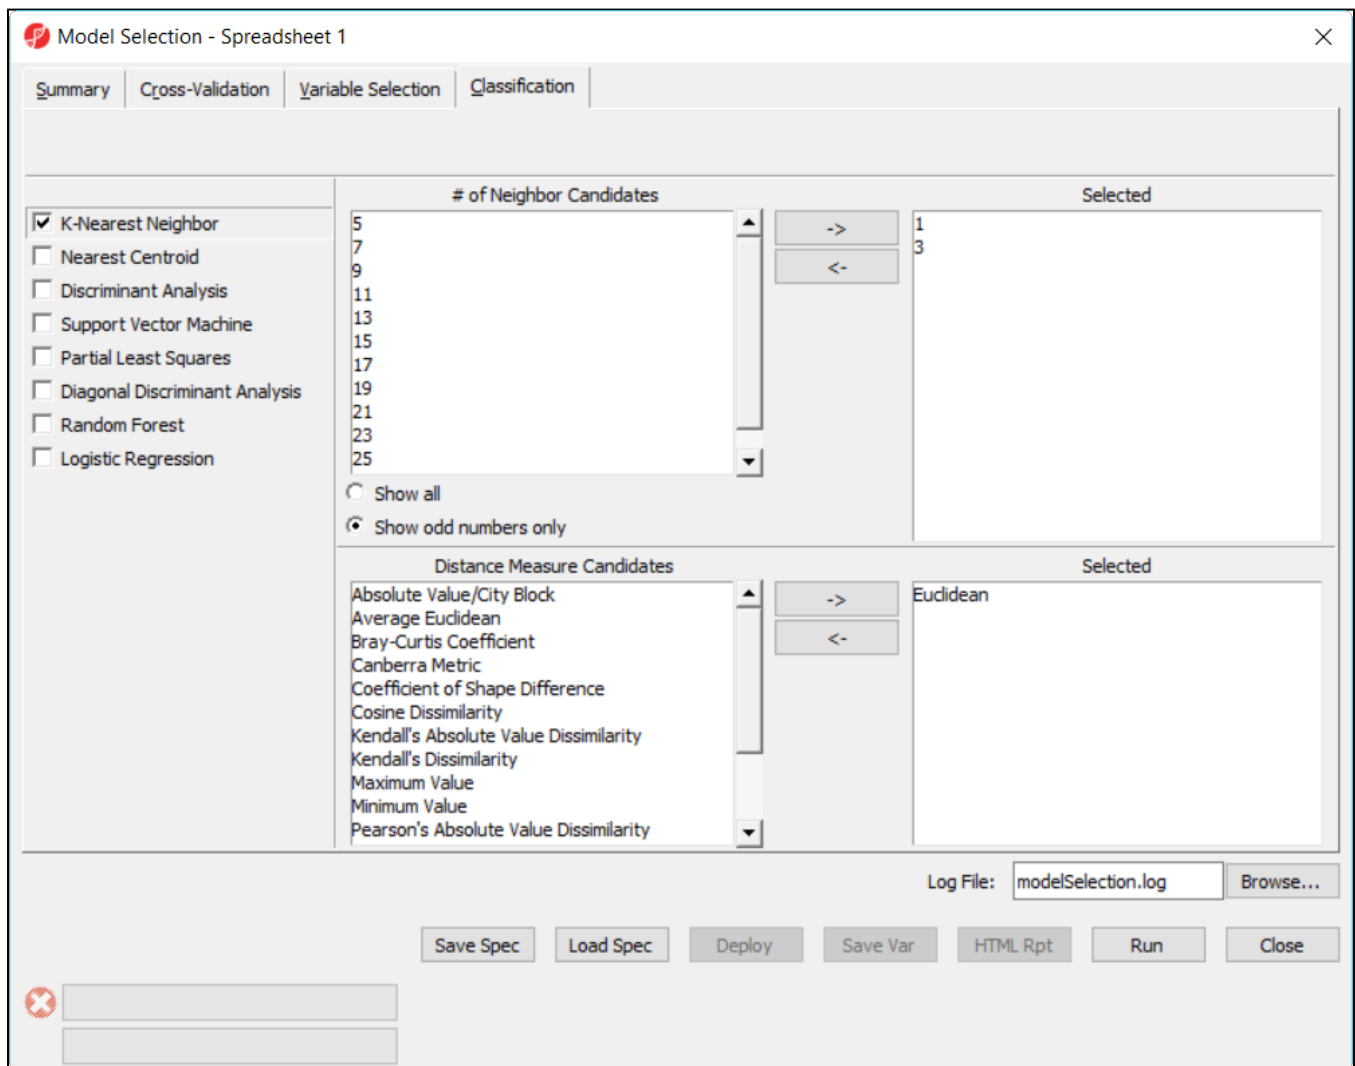 Model Selection - Spreadsheet 1
Summary
Cross-Validation
Variable Selection
Classification
K-Nearest Neighbor
Nearest Centroid
Discriminant Analysis
Support Vector Machine
Partial Least Squares
Diagonal Discriminant Analysis
Random Forest
Logistic Regression
# of Neighbor Candidates
5
7
9
11
13
15
17
19
21
23
25
Show all
Show odd numbers only
->
<-
Selected
1
3
Distance Measure Candidates
Absolute Value/City Block
Average Euclidean
Bray-Curtis Coefficient
Canberra Metric
Coefficient of Shape Difference
Cosine Dissimilarity
Kendall's Absolute Value Dissimilarity
Kendall's Dissimilarity
Maximum Value
Minimum Value
Pearson's Absolute Value Dissimilarity
->
<-
Selected
Euclidean
Log File:
modelSelection.log
Browse...
Save Spec
Load Spec
Deploy
Save Var
HTML Rpt
Run
Close